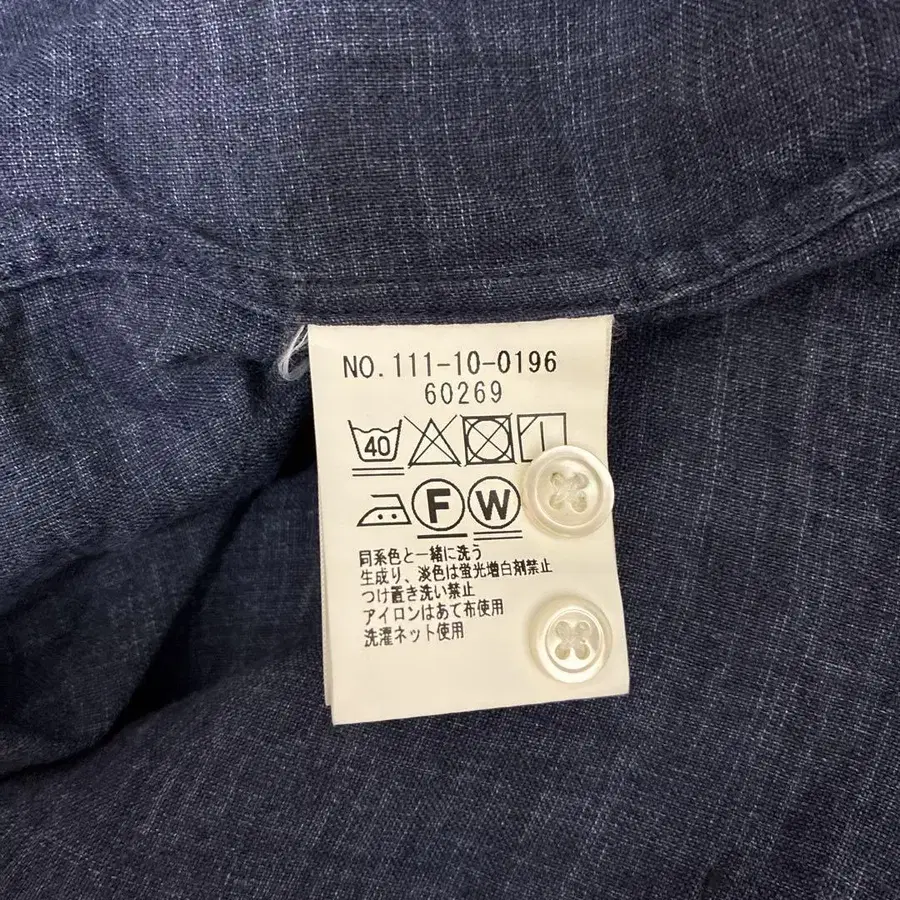 NO. 111-10-0196
60269
40
F W
同系色と一緒に洗う
生成り、淡色は蛍光増白剤禁止
つけ置き洗い禁止
アイロンはあて布使用
洗濯ネット使用